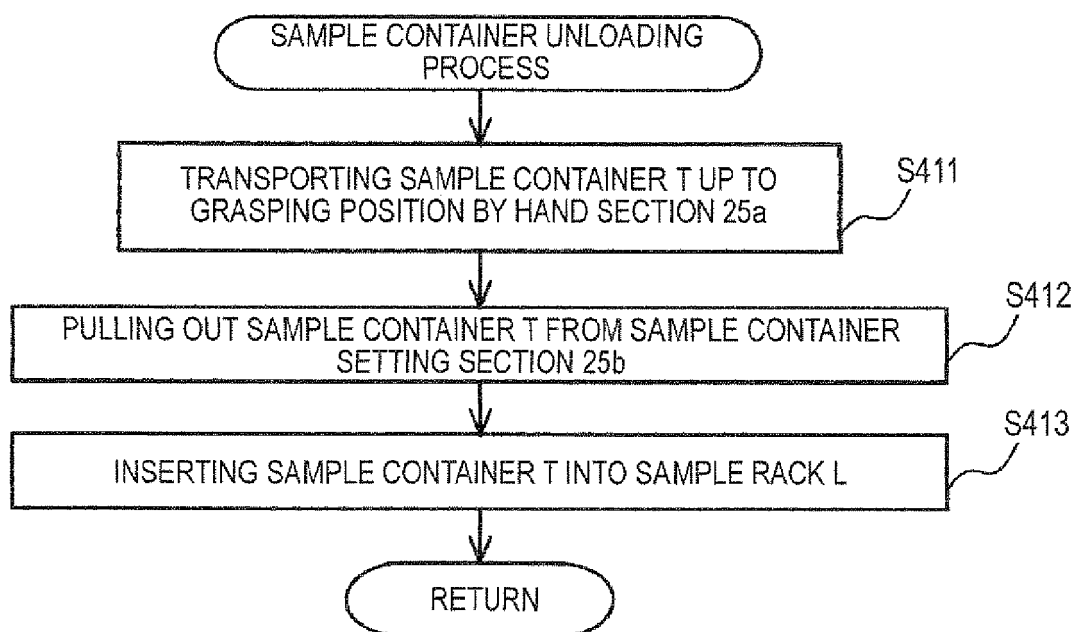 SAMPLE CONTAINER UNLOADING
PROCESS
TRANSPORTING SAMPLE CONTAINER T UP TO
GRASPING POSITION BY HAND SECTION 25a
S411
PULLING OUT SAMPLE CONTAINER T FROM SAMPLE CONTAINER
SETTING SECTION 25b
S412
INSERTING SAMPLE CONTAINER T INTO SAMPLE RACK L
S413
RETURN